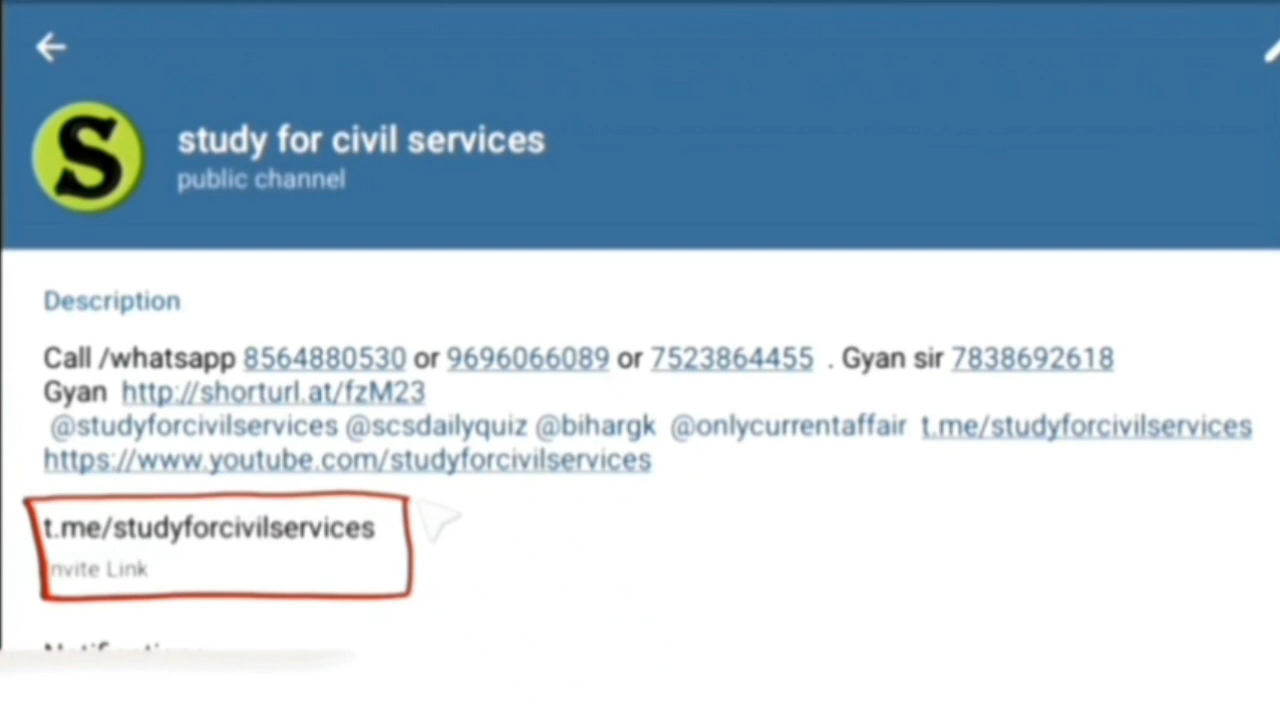 S
study for civil services
public channel
Description
Call /whatsapp 8564880530 or 9696066089 or 7523864455 . Gyan sir 7838692618
Gyan http://shorturl.at/fzM23
@studyforcivilservices @scsdailyquiz @bihargk @onlycurrentaffair t.me/studyforcivilservices
https://www.youtube.com/studyforcivilservices
t.me/studyforcivilservices
Invite Link